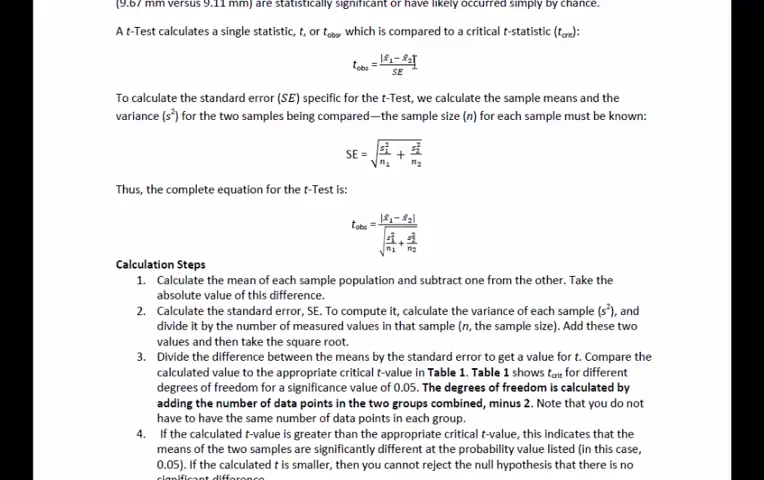 (9.67 mm versus 9.11 mm) are statistically significant or have likely occurred simply by chance.
A t-Test calculates a single statistic, t, or t_obs, which is compared to a critical t-statistic (t_crit):
t_obs = |x̄₁− x̄₂| / SE
To calculate the standard error (SE) specific for the t-Test, we calculate the sample means and the
variance (s²) for the two samples being compared—the sample size (n) for each sample must be known:
SE = √(s₁²/n₁ + s₂²/n₂)
Thus, the complete equation for the t-Test is:
t_obs = |x̄₁− x̄₂| / √(s₁²/n₁ + s₂²/n₂)
Calculation Steps
1. Calculate the mean of each sample population and subtract one from the other. Take the
absolute value of this difference.
2. Calculate the standard error, SE. To compute it, calculate the variance of each sample (s²), and
divide it by the number of measured values in that sample (n, the sample size). Add these two
values and then take the square root.
3. Divide the difference between the means by the standard error to get a value for t. Compare the
calculated value to the appropriate critical t-value in Table 1. Table 1 shows t_crit for different
degrees of freedom for a significance value of 0.05. The degrees of freedom is calculated by
adding the number of data points in the two groups combined, minus 2. Note that you do not
have to have the same number of data points in each group.
4. If the calculated t-value is greater than the appropriate critical t-value, this indicates that the
means of the two samples are significantly different at the probability value listed (in this case,
0.05). If the calculated t is smaller, then you cannot reject the null hypothesis that there is no
significant difference